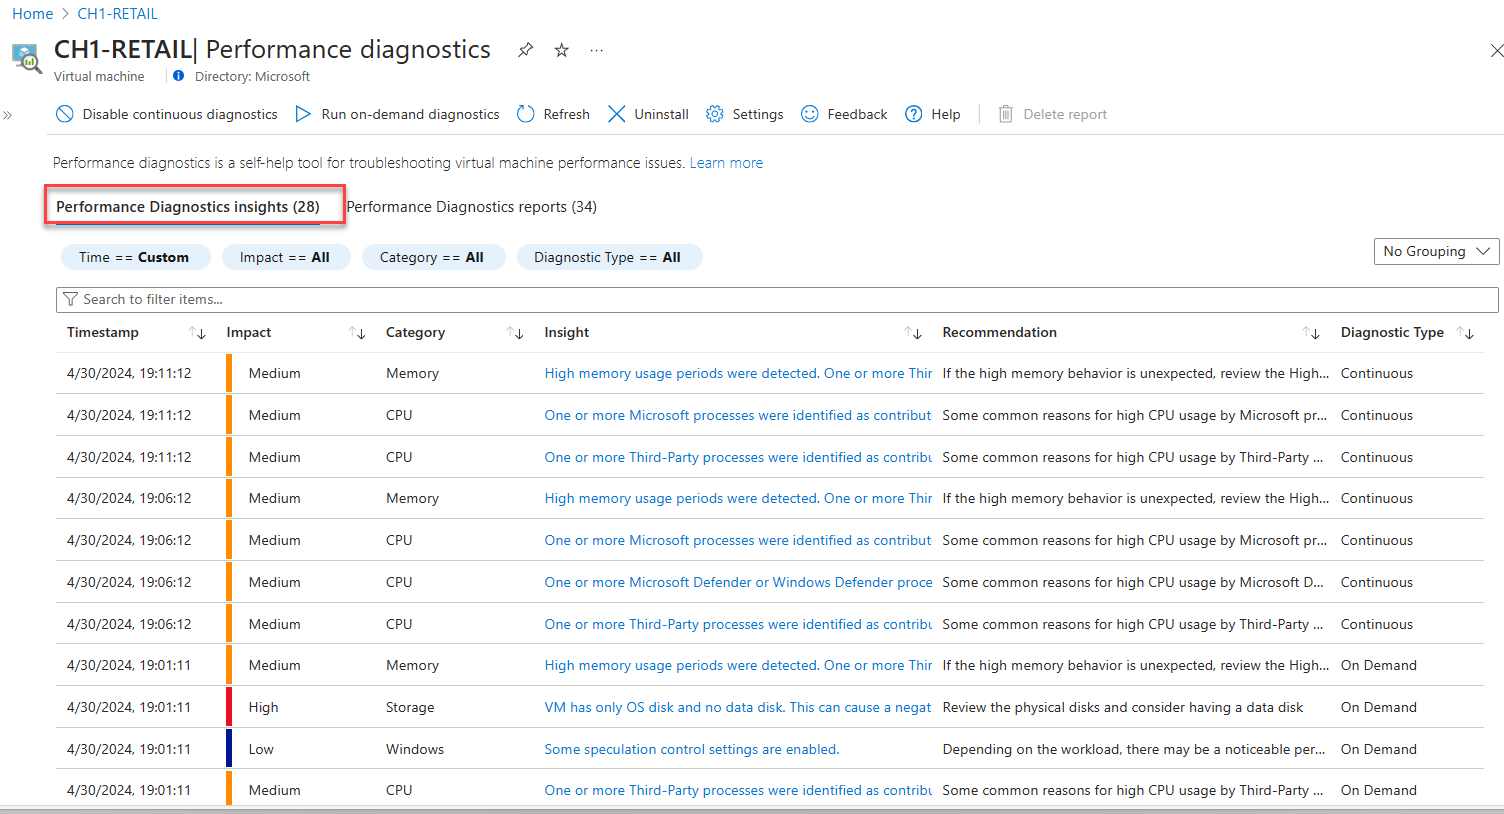 Home > CH1-RETAIL
CH1-RETAIL| Performance diagnostics
Virtual machine Directory: Microsoft
Disable continuous diagnostics Run on-demand diagnostics Refresh Uninstall Settings Feedback Help Delete report
Performance diagnostics is a self-help tool for troubleshooting virtual machine performance issues. Learn more
Performance Diagnostics insights (28) Performance Diagnostics reports (34)
Time == Custom Impact == All Category == All Diagnostic Type == All No Grouping
Search to filter items...
Timestamp Impact Category Insight Recommendation Diagnostic Type
4/30/2024, 19:11:12 Medium Memory High memory usage periods were detected. One or more Thir If the high memory behavior is unexpected, review the High... Continuous
4/30/2024, 19:11:12 Medium CPU One or more Microsoft processes were identified as contribut Some common reasons for high CPU usage by Microsoft pr... Continuous
4/30/2024, 19:11:12 Medium CPU One or more Third-Party processes were identified as contribu Some common reasons for high CPU usage by Third-Party ... Continuous
4/30/2024, 19:06:12 Medium Memory High memory usage periods were detected. One or more Thir If the high memory behavior is unexpected, review the High... Continuous
4/30/2024, 19:06:12 Medium CPU One or more Microsoft processes were identified as contribut Some common reasons for high CPU usage by Microsoft pr... Continuous
4/30/2024, 19:06:12 Medium CPU One or more Microsoft Defender or Windows Defender proce Some common reasons for high CPU usage by Microsoft D... Continuous
4/30/2024, 19:06:12 Medium CPU One or more Third-Party processes were identified as contribu Some common reasons for high CPU usage by Third-Party ... Continuous
4/30/2024, 19:01:11 Medium Memory High memory usage periods were detected. One or more Thir If the high memory behavior is unexpected, review the High... On Demand
4/30/2024, 19:01:11 High Storage VM has only OS disk and no data disk. This can cause a negat Review the physical disks and consider having a data disk On Demand
4/30/2024, 19:01:11 Low Windows Some speculation control settings are enabled. Depending on the workload, there may be a noticeable per... On Demand
4/30/2024, 19:01:11 Medium CPU One or more Third-Party processes were identified as contribu Some common reasons for high CPU usage by Third-Party ... On Demand